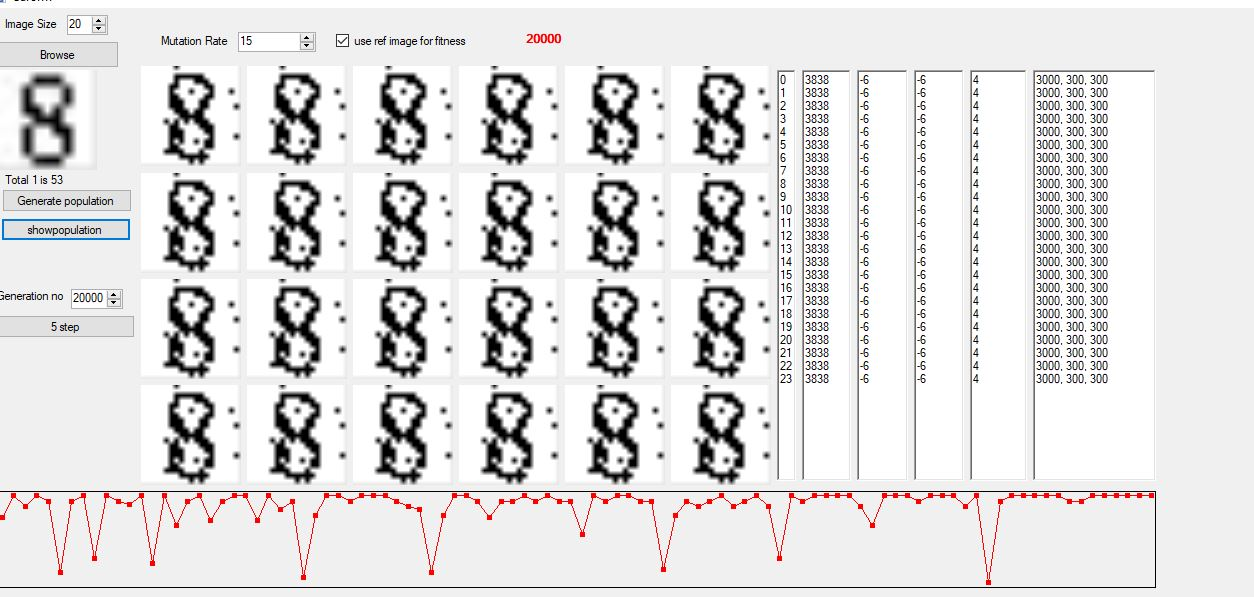 Image Size 20
Browse
Mutation Rate 15 use ref image for fitness 20000
Total 1 is 53
Generate population
showpopulation
Generation no 20000
5 step
0 3838 -6 -6 4 3000, 300, 300
1 3838 -6 -6 4 3000, 300, 300
2 3838 -6 -6 4 3000, 300, 300
3 3838 -6 -6 4 3000, 300, 300
4 3838 -6 -6 4 3000, 300, 300
5 3838 -6 -6 4 3000, 300, 300
6 3838 -6 -6 4 3000, 300, 300
7 3838 -6 -6 4 3000, 300, 300
8 3838 -6 -6 4 3000, 300, 300
9 3838 -6 -6 4 3000, 300, 300
10 3838 -6 -6 4 3000, 300, 300
11 3838 -6 -6 4 3000, 300, 300
12 3838 -6 -6 4 3000, 300, 300
13 3838 -6 -6 4 3000, 300, 300
14 3838 -6 -6 4 3000, 300, 300
15 3838 -6 -6 4 3000, 300, 300
16 3838 -6 -6 4 3000, 300, 300
17 3838 -6 -6 4 3000, 300, 300
18 3838 -6 -6 4 3000, 300, 300
19 3838 -6 -6 4 3000, 300, 300
20 3838 -6 -6 4 3000, 300, 300
21 3838 -6 -6 4 3000, 300, 300
22 3838 -6 -6 4 3000, 300, 300
23 3838 -6 -6 4 3000, 300, 300